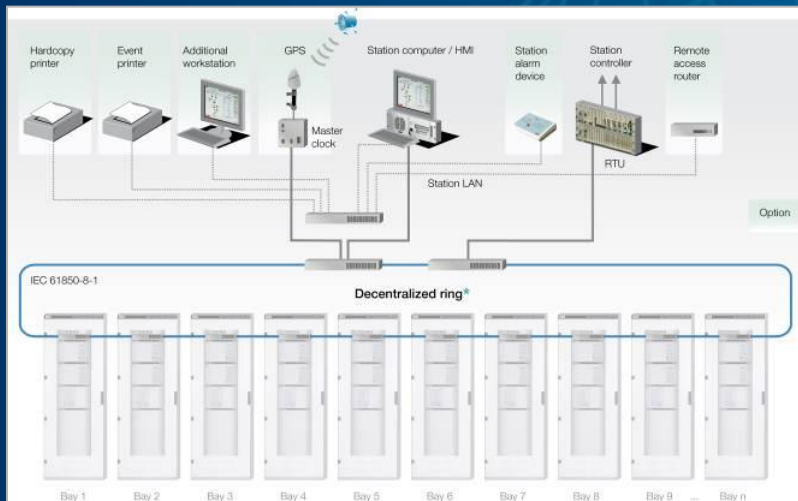 Hardcopy
printer
Event
printer
Additional
workstation
GPS
Station computer / HMI
Station
alarm
device
Station
controller
Remote
access
router
Master
clock
RTU
Station LAN
Option
IEC 61850-8-1
Decentralized ring*
Bay 1 Bay 2 Bay 3 Bay 4 Bay 5 Bay 6 Bay 7 Bay 8 Bay 9 ... Bay n